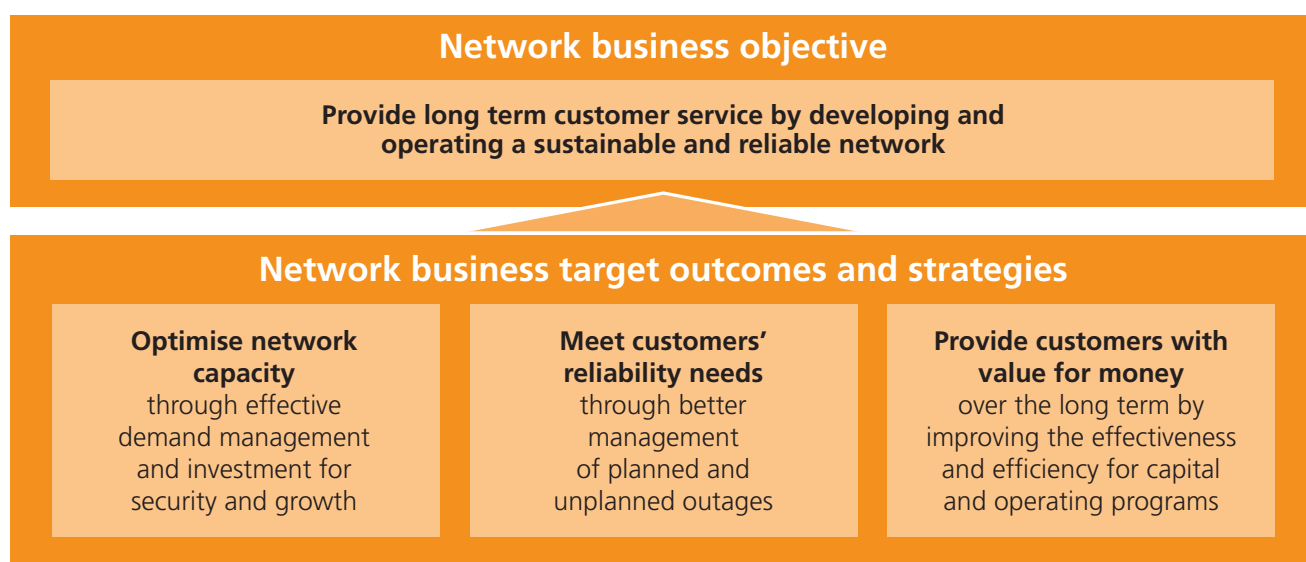 Network business objective
Provide long term customer service by developing and
operating a sustainable and reliable network
Network business target outcomes and strategies
Optimise network
capacity
through effective
demand management
and investment for
security and growth
Meet customers’
reliability needs
through better
management
of planned and
unplanned outages
Provide customers with
value for money
over the long term by
improving the effectiveness
and efficiency for capital
and operating programs